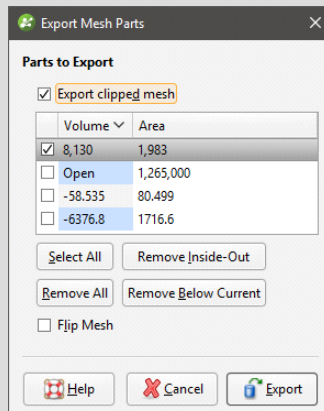 Export Mesh Parts
Parts to Export
Export clipped mesh
Volume Area
8,130 1,983
Open 1,265,000
-58.535 80.499
-6376.8 1716.6
Select All Remove Inside-Out
Remove All Remove Below Current
Flip Mesh
Help Cancel Export